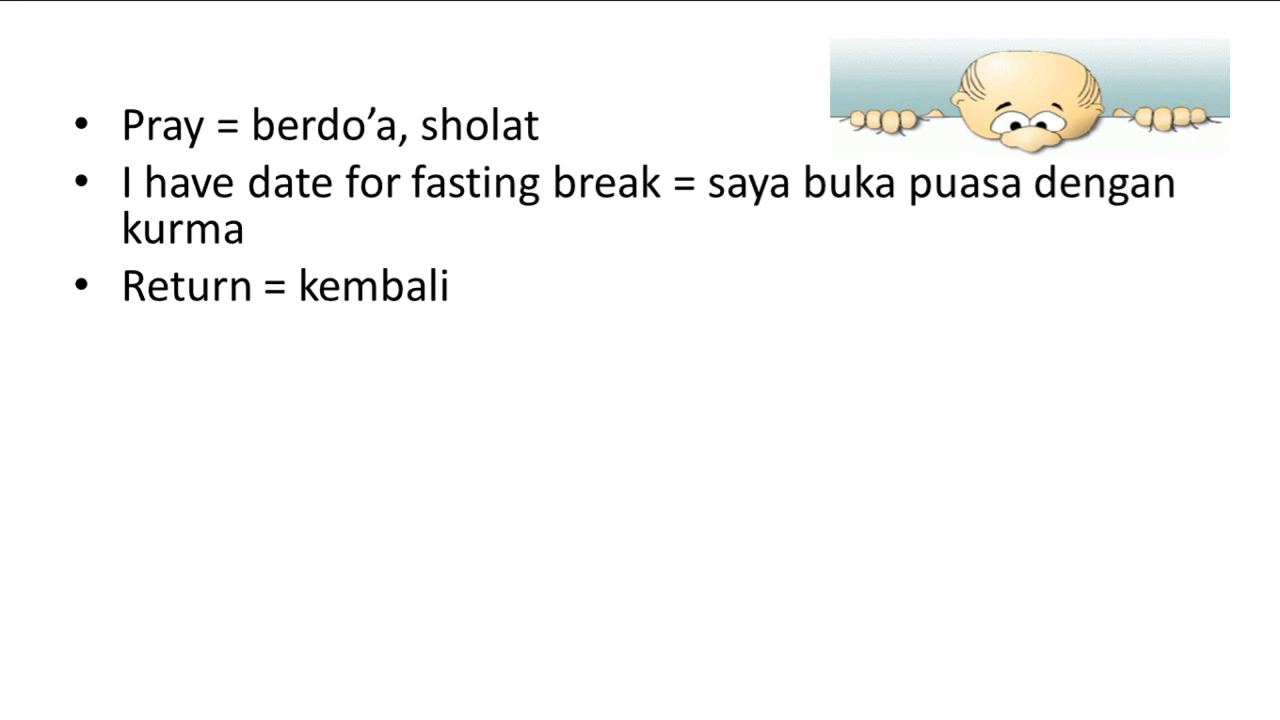 • Pray = berdo’a, sholat
• I have date for fasting break = saya buka puasa dengan
kurma
• Return = kembali